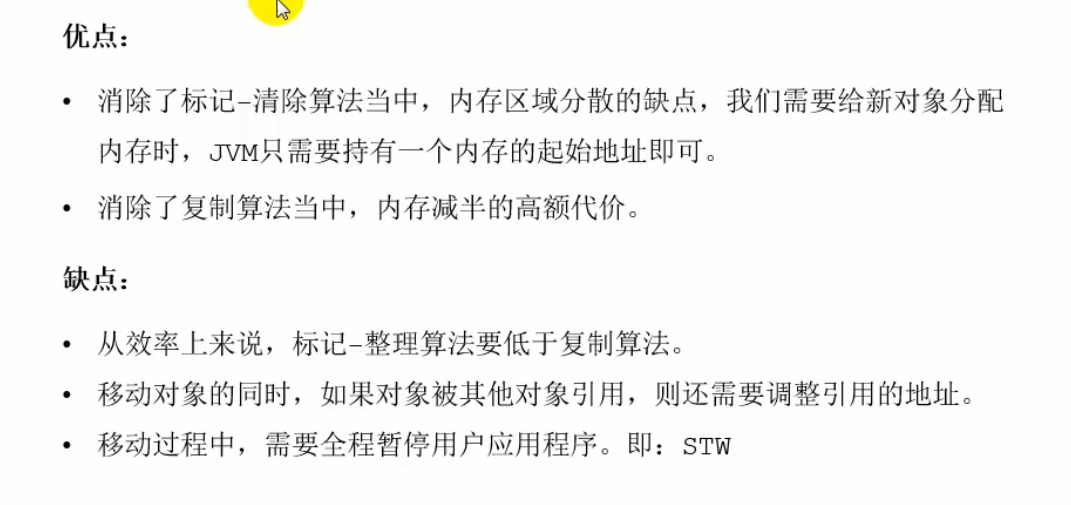 优点：
• 消除了标记-清除算法当中，内存区域分散的缺点，我们需要给新对象分配
内存时，JVM只需要持有一个内存的起始地址即可。
• 消除了复制算法当中，内存减半的高额代价。
缺点：
• 从效率上来说，标记-整理算法要低于复制算法。
• 移动对象的同时，如果对象被其他对象引用，则还需要调整引用的地址。
• 移动过程中，需要全程暂停用户应用程序。即：STW